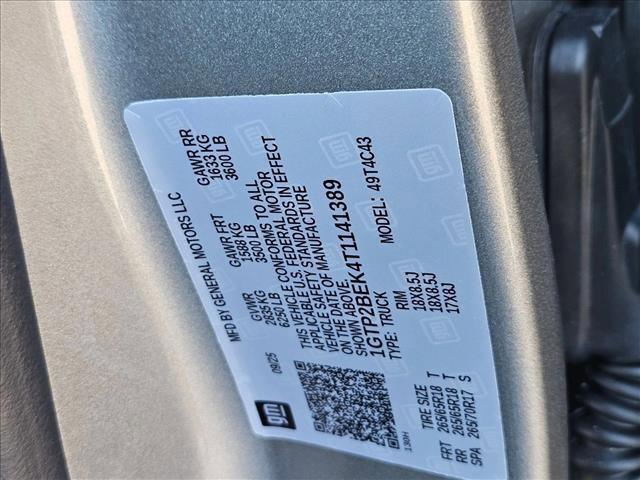 MFD BY GENERAL MOTORS LLC
09/25
GVWR
2835 KG
6250 LB
GAWR FRT
1588 KG
3500 LB
GAWR RR
1633 KG
3600 LB
THIS VEHICLE CONFORMS TO ALL
APPLICABLE U.S. FEDERAL MOTOR
VEHICLE SAFETY STANDARDS IN EFFECT
ON THE DATE OF MANUFACTURE
SHOWN ABOVE.
1GTP2BEK4T1141389
TYPE: TRUCK
MODEL: 49T4C43
TIRE SIZE RIM
FRT 265/65R18 T 18X8.5J
RR 265/65R18 T 18X8.5J
SPA 265/70R17 S 17X8J
gm